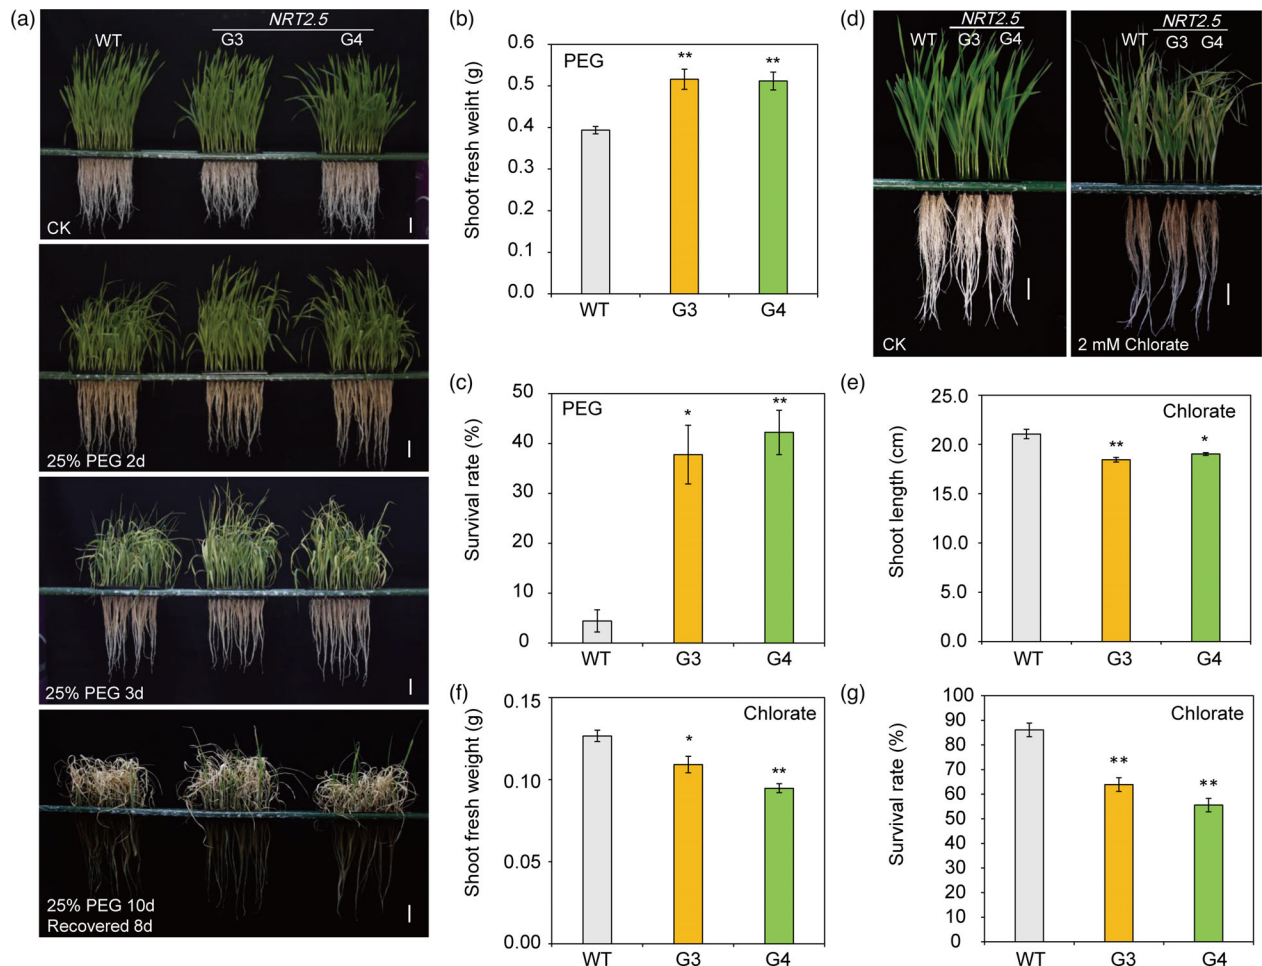 (a)
NRT2.5
WT
G3
G4
CK
25% PEG 2d
25% PEG 3d
25% PEG 10d
Recovered 8d
(b)
Shoot fresh weiht (g)
0.6
0.5
0.4
0.3
0.2
0.1
0.0
PEG
**
**
WT
G3
G4
(c)
Survival rate (%)
50
40
30
20
10
0
PEG
*
**
WT
G3
G4
(d)
NRT2.5
WT
G3
G4
CK
NRT2.5
WT
G3
G4
2 mM Chlorate
(e)
Shoot length (cm)
25.0
20.0
15.0
10.0
5.0
0.0
Chlorate
**
*
WT
G3
G4
(f)
Shoot fresh weight (g)
0.15
0.10
0.05
0.00
Chlorate
*
**
WT
G3
G4
(g)
Survival rate (%)
100
90
80
70
60
50
40
30
20
10
0
Chlorate
**
**
WT
G3
G4